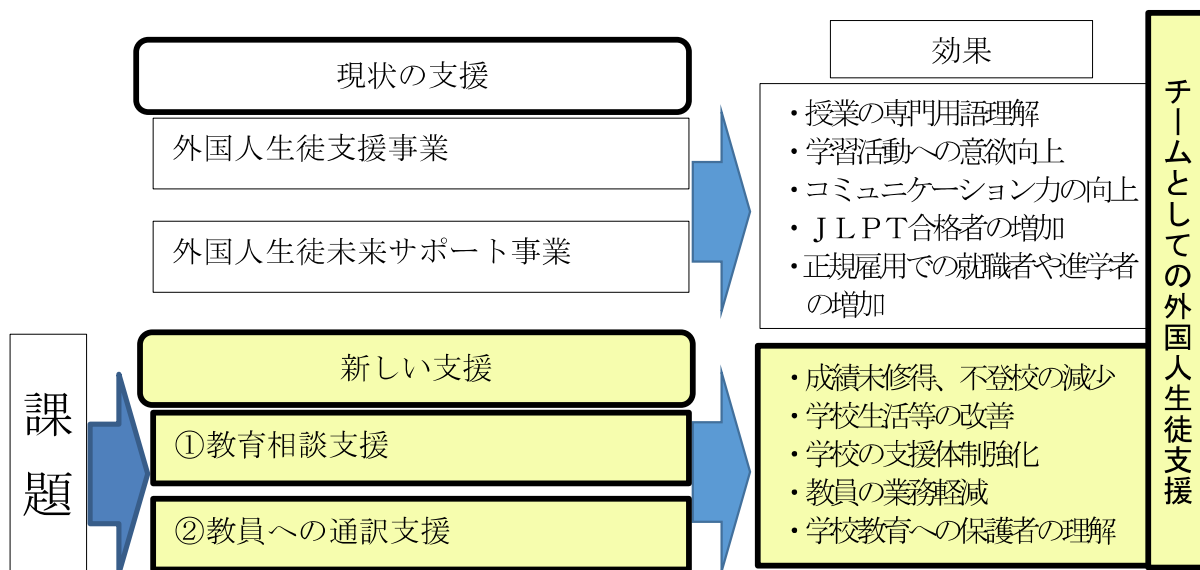 現状の支援
外国人生徒支援事業
外国人生徒未来サポート事業
効果
・授業の専門用語理解
・学習活動への意欲向上
・コミュニケーション力の向上
・ＪＬＰＴ合格者の増加
・正規雇用での就職者や進学者
の増加
課題
新しい支援
①教育相談支援
②教員への通訳支援
・成績未修得、不登校の減少
・学校生活等の改善
・学校の支援体制強化
・教員の業務軽減
・学校教育への保護者の理解
チームとしての外国人生徒支援